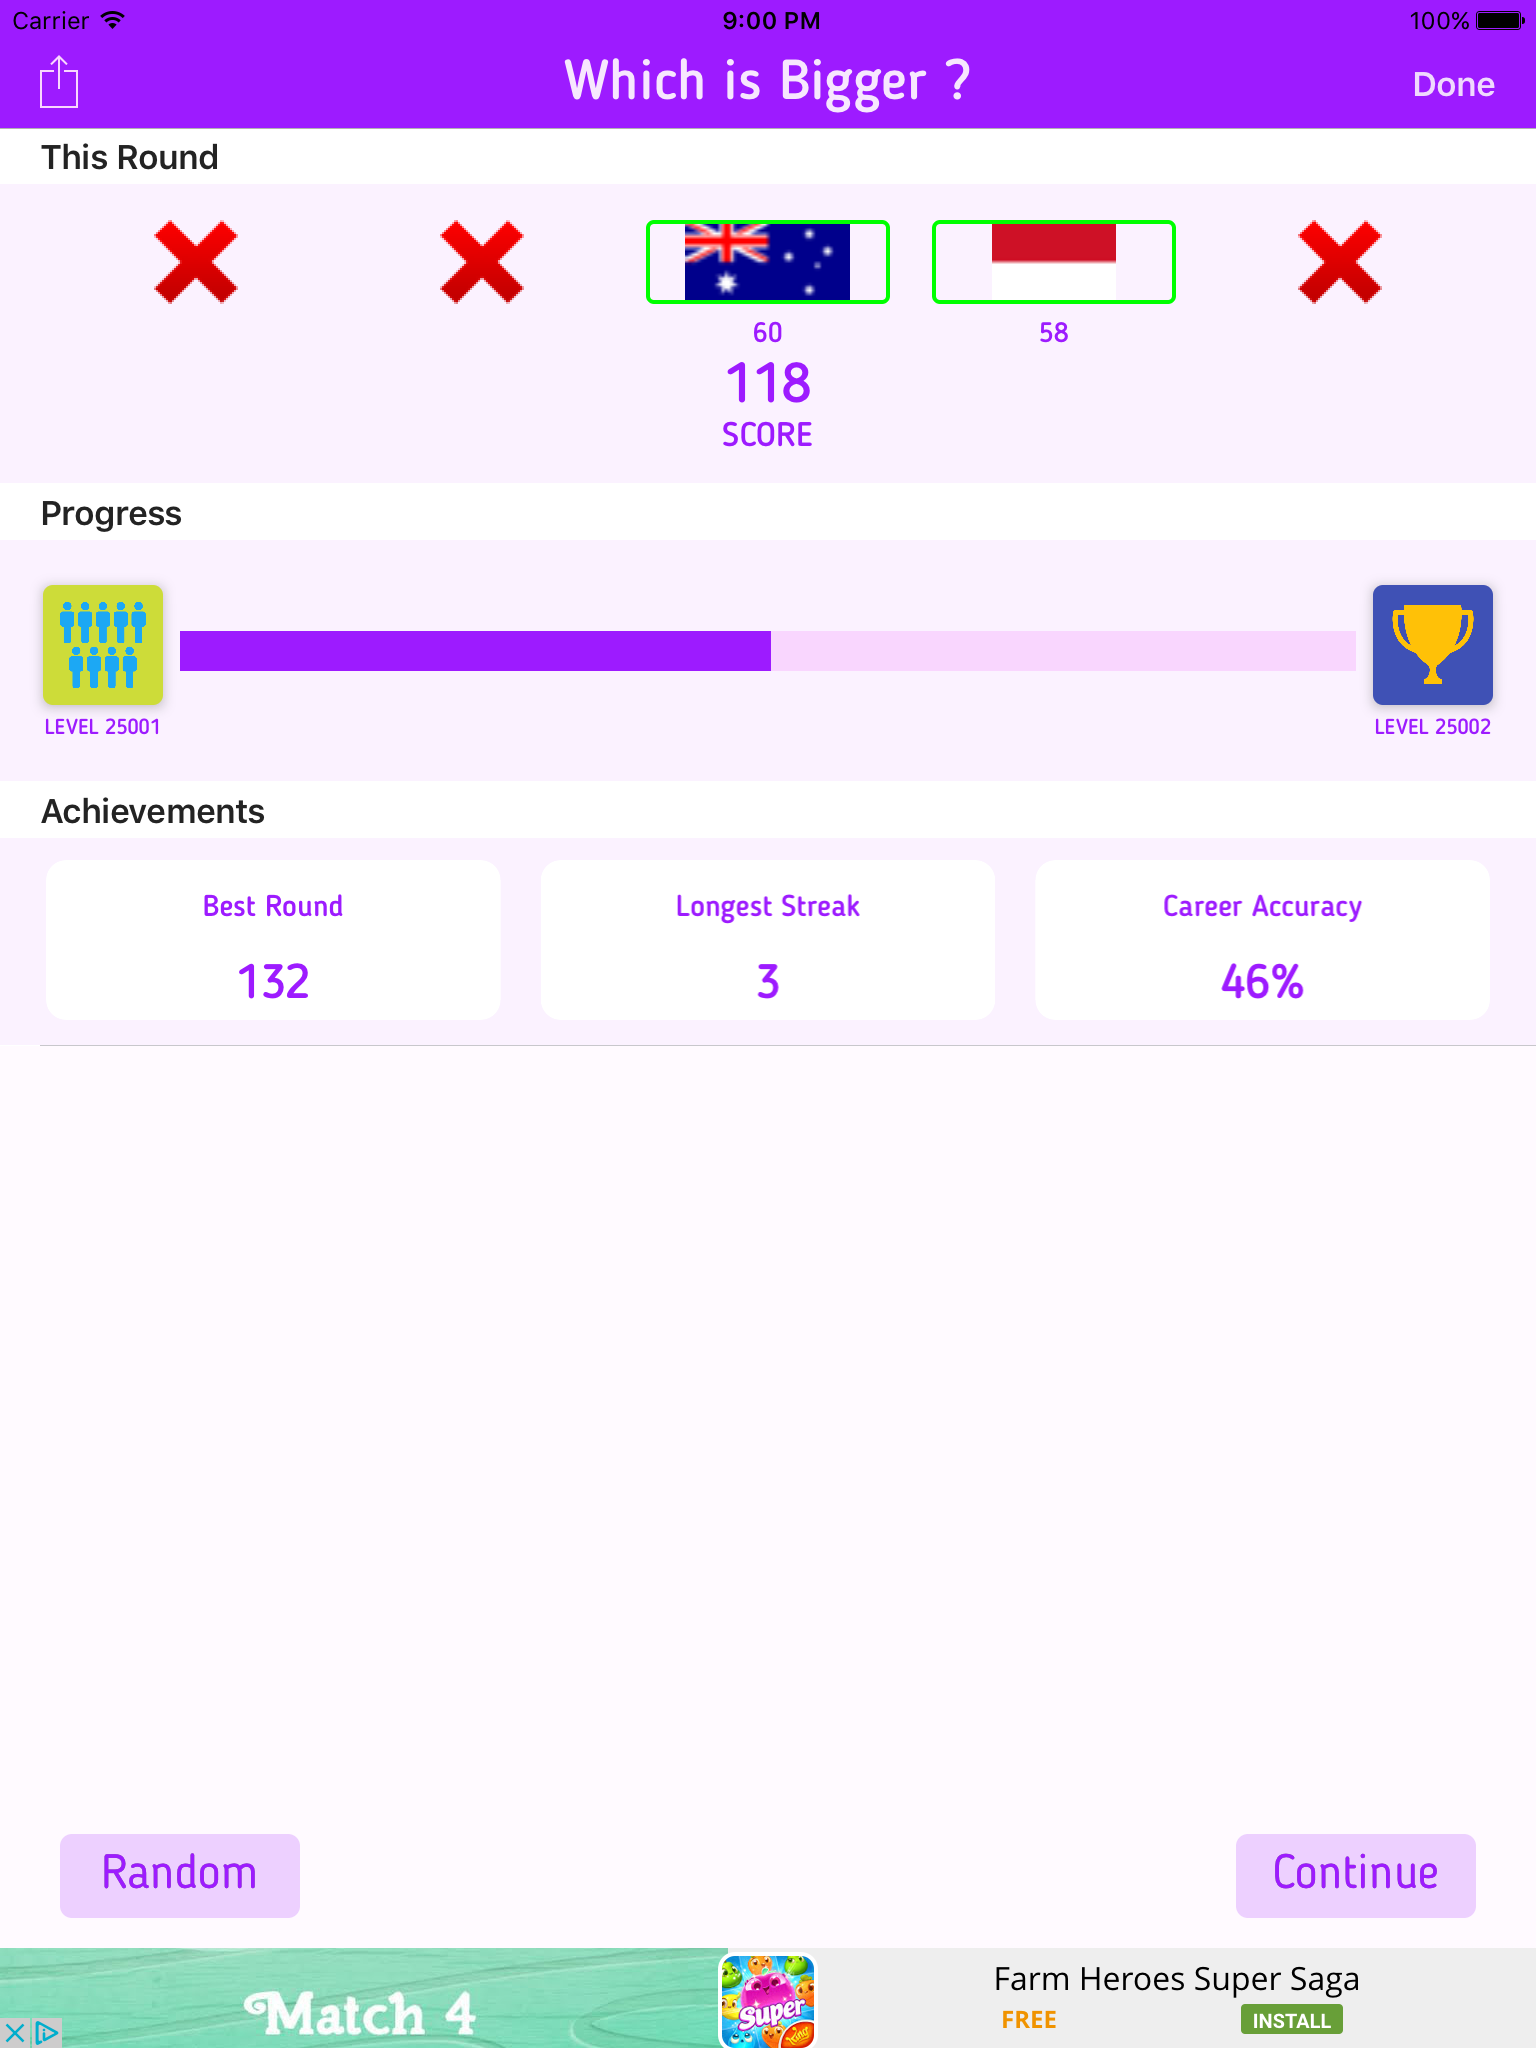 Carrier
9:00 PM
100%
Which is Bigger ?
Done
This Round
60
58
118
SCORE
Progress
LEVEL 25001
LEVEL 25002
Achievements
Best Round
Longest Streak
Career Accuracy
132
3
46%
Random
Continue
Match 4
Super
King
Farm Heroes Super Saga
FREE
INSTALL